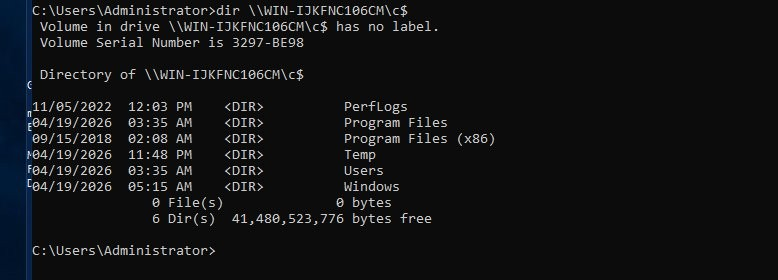 C:\Users\Administrator>dir \\WIN-IJKFNC106CM\c$
 Volume in drive \\WIN-IJKFNC106CM\c$ has no label.
 Volume Serial Number is 3297-BE98

 Directory of \\WIN-IJKFNC106CM\c$

11/05/2022  12:03 PM    <DIR>          PerfLogs
04/19/2026  03:35 AM    <DIR>          Program Files
09/15/2018  02:08 AM    <DIR>          Program Files (x86)
04/19/2026  11:48 PM    <DIR>          Temp
04/19/2026  03:35 AM    <DIR>          Users
04/19/2026  05:15 AM    <DIR>          Windows
               0 File(s)              0 bytes
               6 Dir(s)  41,480,523,776 bytes free

C:\Users\Administrator>